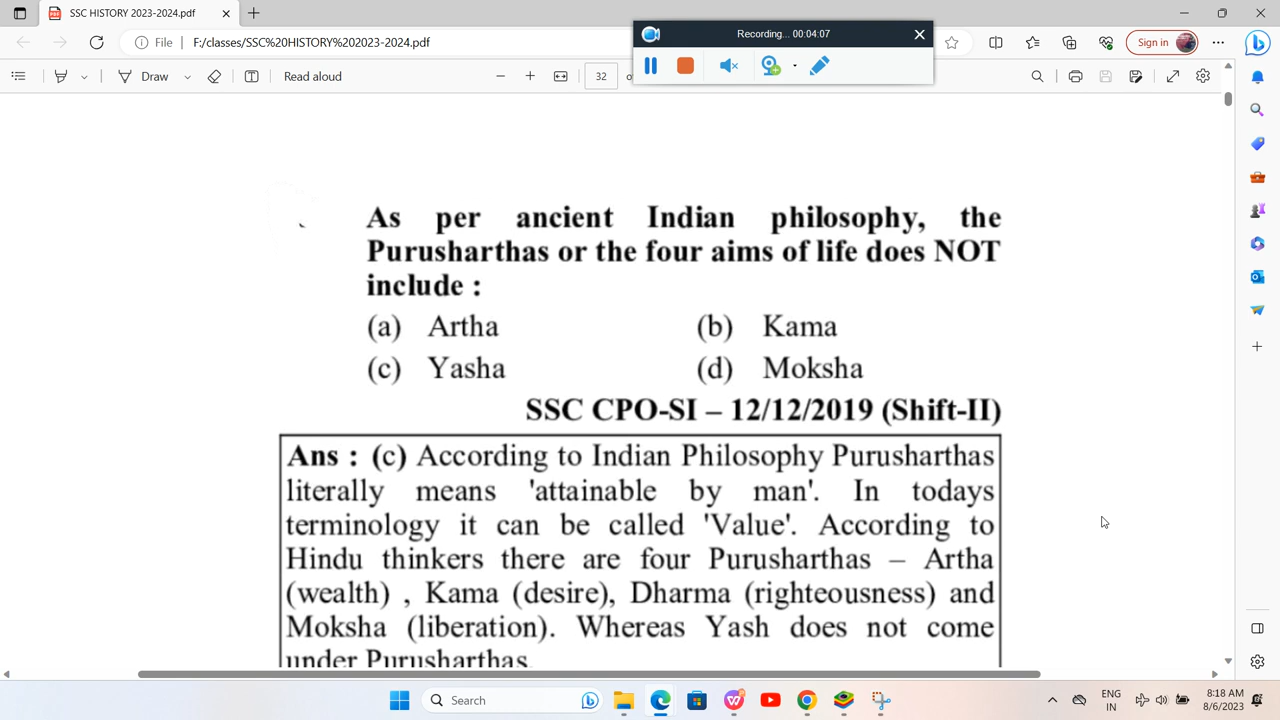 SSC HISTORY 2023-2024.pdf
Recording... 00:04:07
File F:/classes/SSC%20HISTORY%202023-2024.pdf
Sign in
Draw
Read aloud
32
As per ancient Indian philosophy, the
Purusharthas or the four aims of life does NOT
include :
(a) Artha (b) Kama
(c) Yasha (d) Moksha
SSC CPO-SI – 12/12/2019 (Shift-II)
Ans : (c) According to Indian Philosophy Purusharthas
literally means 'attainable by man'. In todays
terminology it can be called 'Value'. According to
Hindu thinkers there are four Purusharthas – Artha
(wealth) , Kama (desire), Dharma (righteousness) and
Moksha (liberation). Whereas Yash does not come
under Purusharthas.
Search
ENG
IN
8:18 AM
8/6/2023